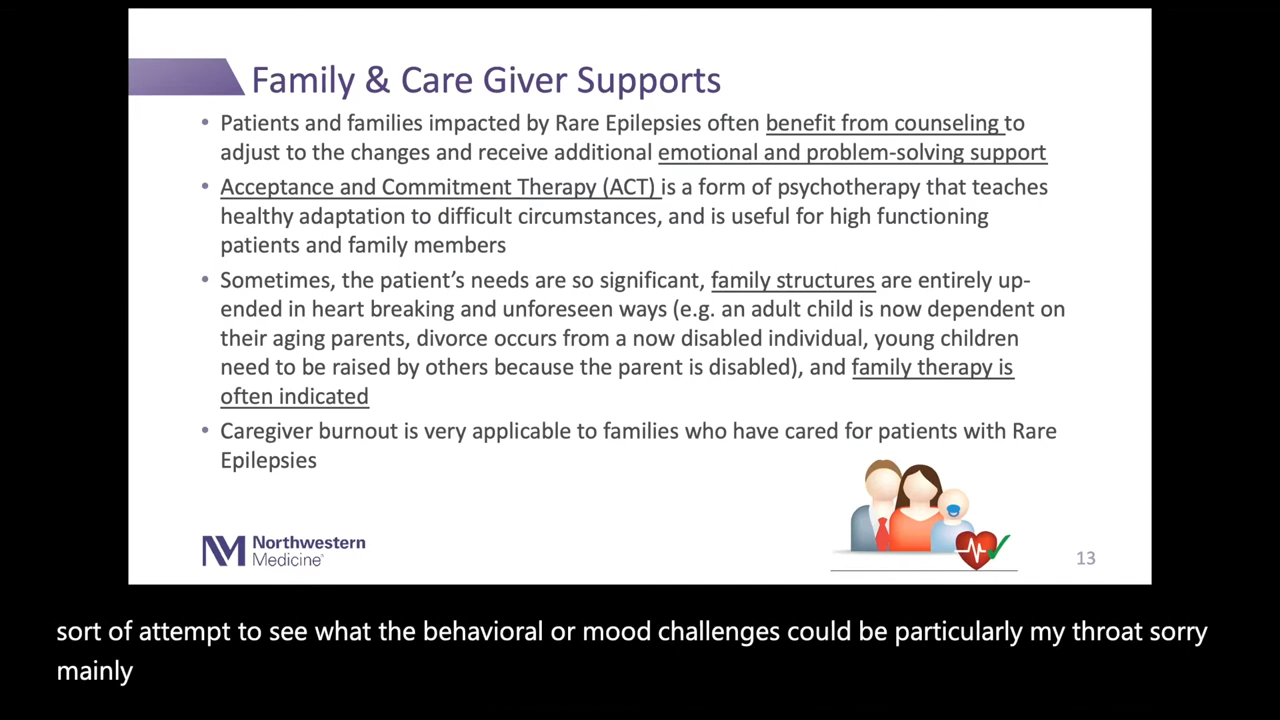 Family & Care Giver Supports
• Patients and families impacted by Rare Epilepsies often benefit from counseling to
adjust to the changes and receive additional emotional and problem-solving support
• Acceptance and Commitment Therapy (ACT) is a form of psychotherapy that teaches
healthy adaptation to difficult circumstances, and is useful for high functioning
patients and family members
• Sometimes, the patient's needs are so significant, family structures are entirely up-
ended in heart breaking and unforeseen ways (e.g. an adult child is now dependent on
their aging parents, divorce occurs from a now disabled individual, young children
need to be raised by others because the parent is disabled), and family therapy is
often indicated
• Caregiver burnout is very applicable to families who have cared for patients with Rare
Epilepsies
NM Northwestern
Medicine®
13
sort of attempt to see what the behavioral or mood challenges could be particularly my throat sorry
mainly